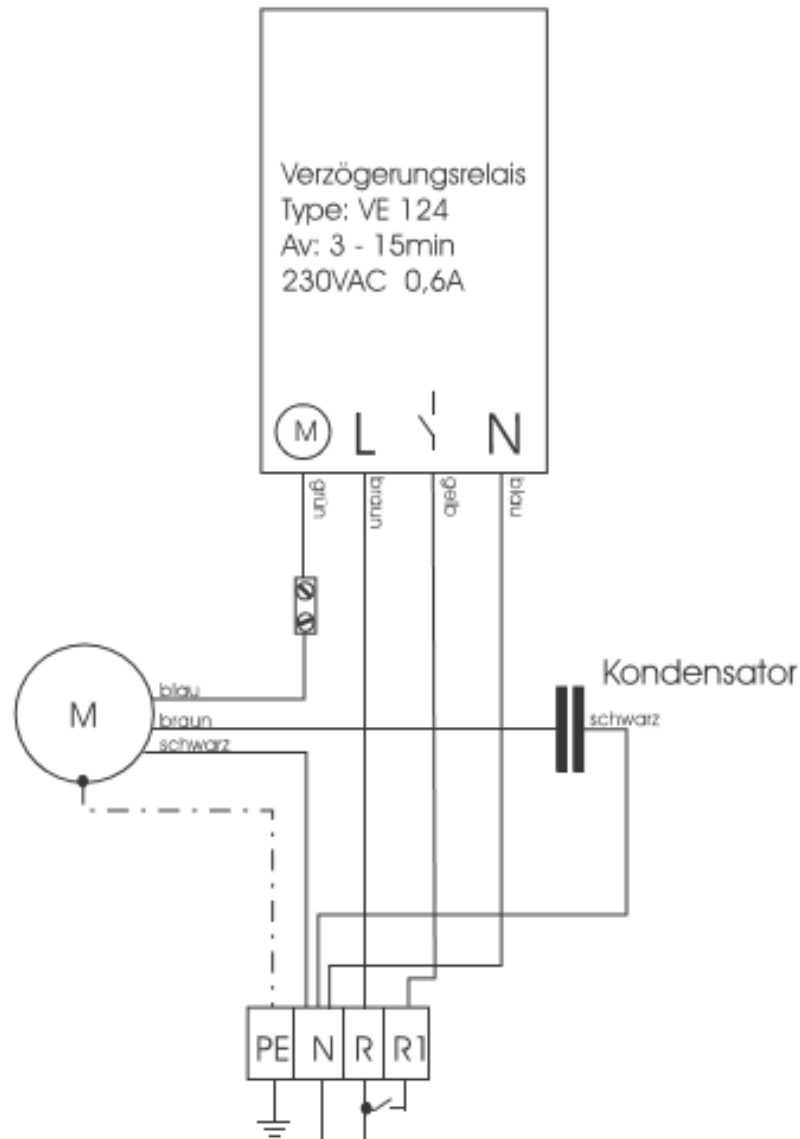 Verzögerungsrelais
Type: VE 124
Av: 3 - 15min
230VAC 0,6A
M L N
grün
braun
gelb
blau
Kondensator
blau
M
braun
schwarz
schwarz
PE N R R1